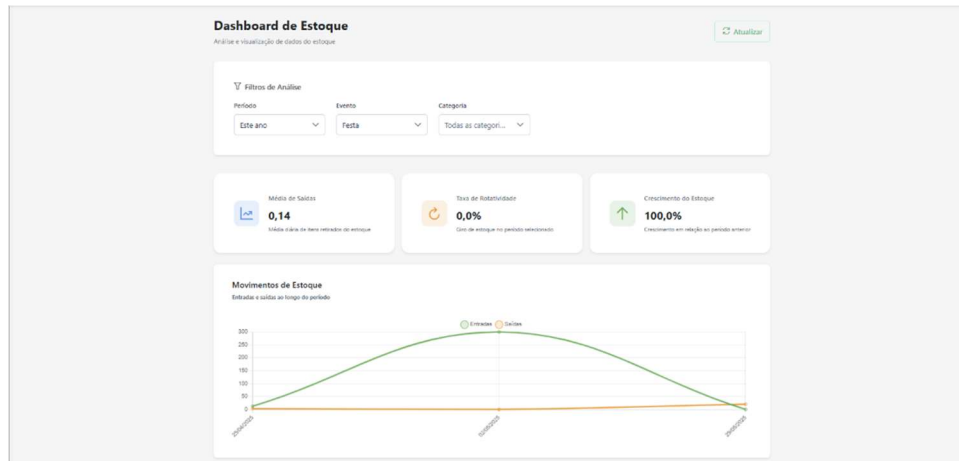 Dashboard de Estoque
Análise e visualização de dados do estoque
Atualizar
Filtros de Análise
Período
Evento
Categoria
Este ano
Festa
Todas as categori...
Média de Saídas
0,14
Média diária de itens retirados do estoque
Taxa de Rotatividade
0,0%
Giro de estoque no período selecionado
Crescimento do Estoque
100,0%
Crescimento em relação ao período anterior
Movimentos de Estoque
Entradas e saídas ao longo do período
Entradas
Saídas
300
250
200
150
100
50
0